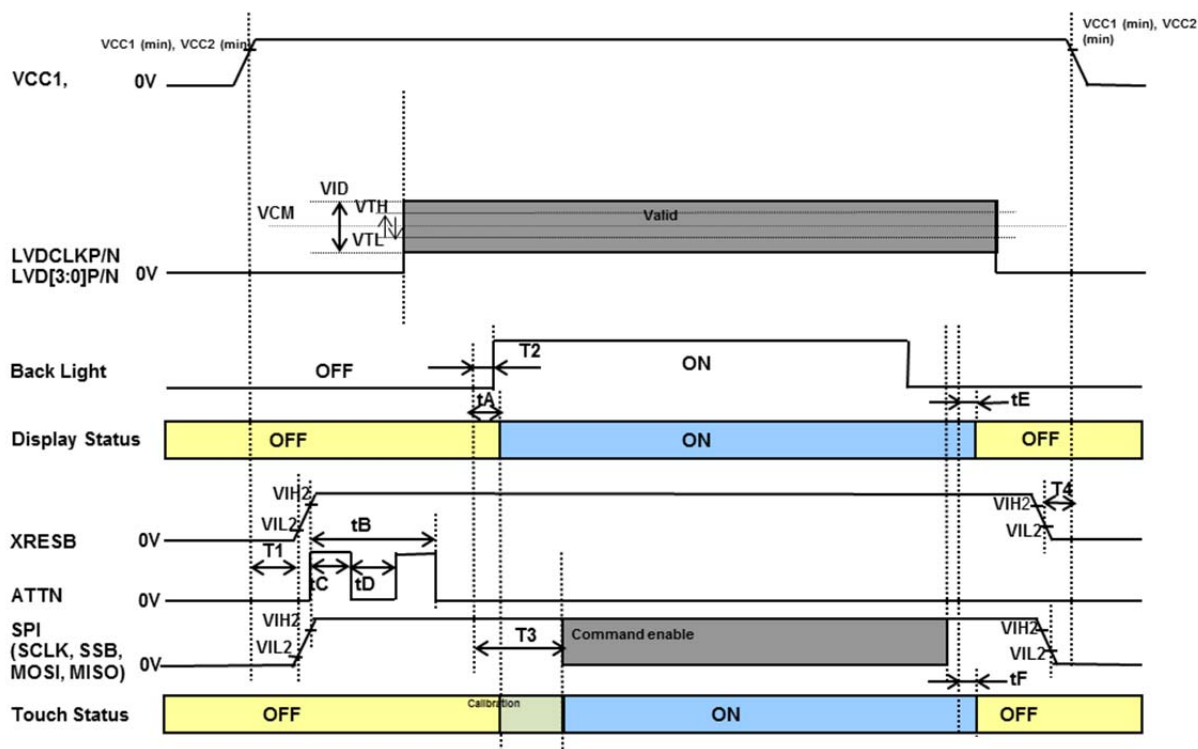 VCC1 (min), VCC2 (min)
VCC1 (min), VCC2
(min)
VCC1, 0V
VID
VCM
VTH
VTL
Valid
LVDCLKP/N
LVD[3:0]P/N 0V
Back Light OFF T2 ON
tA tE
Display Status OFF ON OFF
VIH2
VIL2
tB
VIH2
T4
VIL2
XRESB 0V
T1
tC tD
ATTN 0V
SPI
(SCLK, SSB,
MOSI, MISO) 0V
VIH2
VIL2
T3
Command enable
VIH2
VIL2
tF
Touch Status OFF Calibration ON OFF